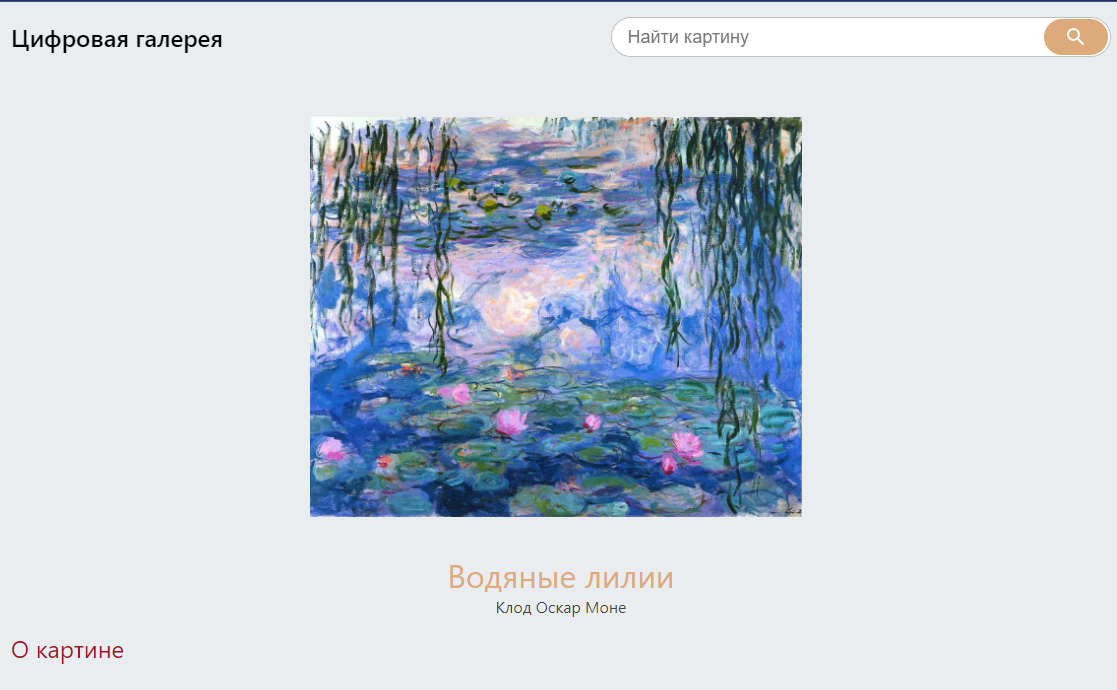 Цифровая галерея
Найти картину
Водяные лилии
Клод Оскар Моне
О картине